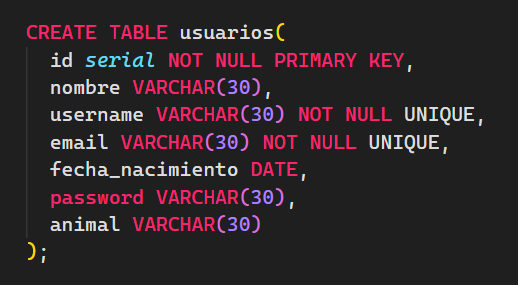 CREATE TABLE usuarios(
id serial NOT NULL PRIMARY KEY,
nombre VARCHAR(30),
username VARCHAR(30) NOT NULL UNIQUE,
email VARCHAR(30) NOT NULL UNIQUE,
fecha_nacimiento DATE,
password VARCHAR(30),
animal VARCHAR(30)
);